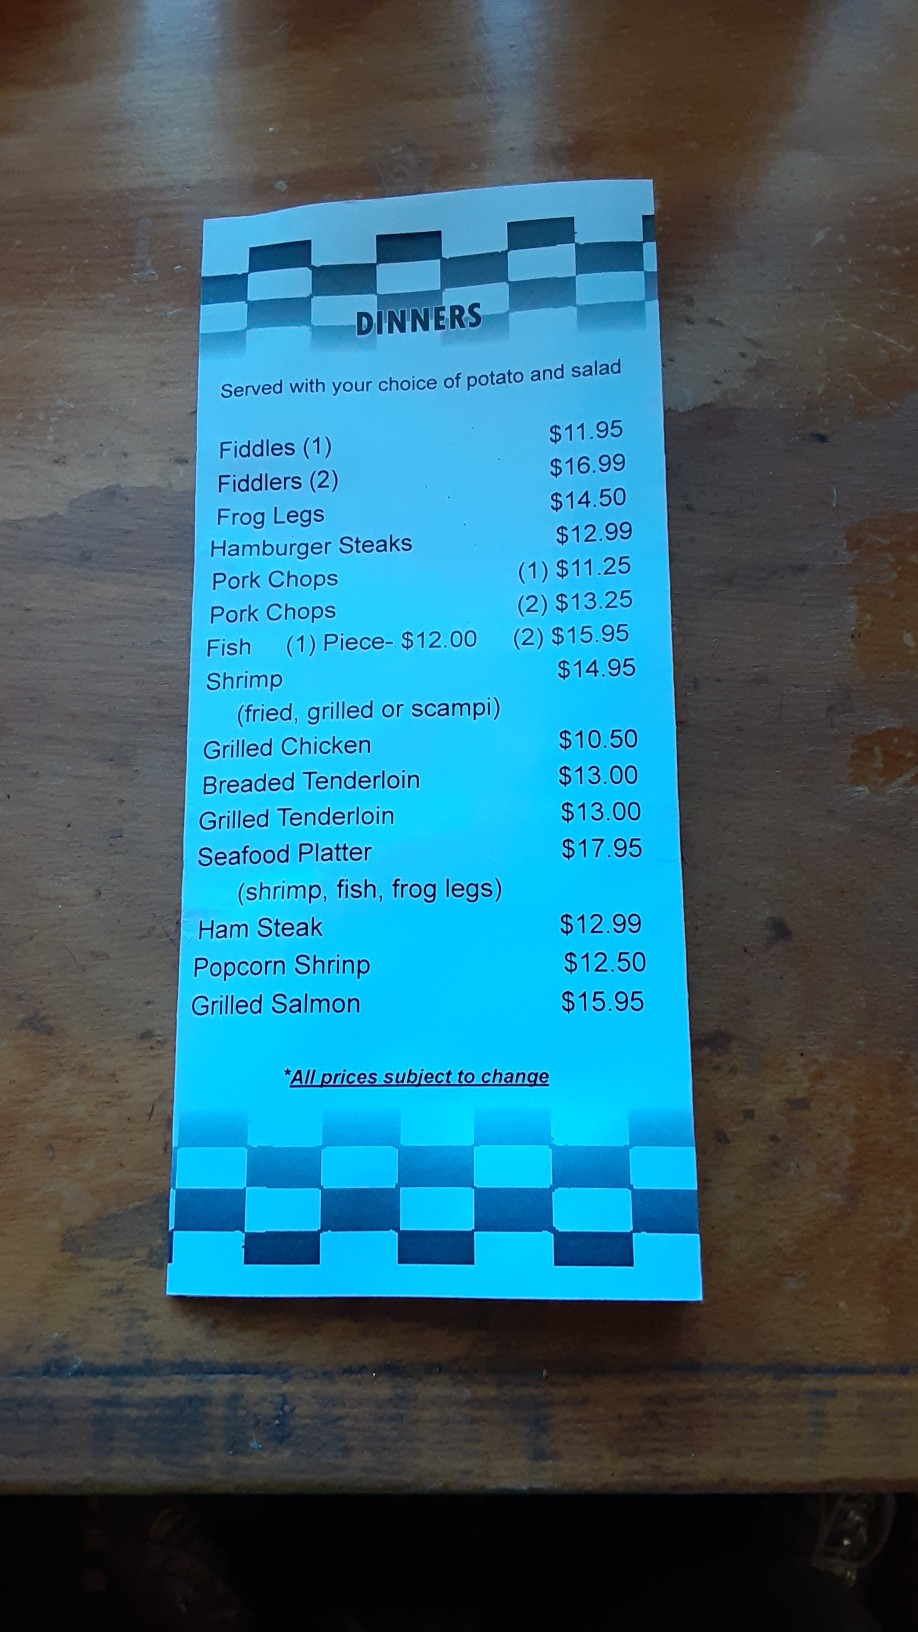 DINNERS
Served with your choice of potato and salad
Fiddles (1) $11.95
Fiddlers (2) $16.99
Frog Legs $14.50
Hamburger Steaks $12.99
Pork Chops (1) $11.25
Pork Chops (2) $13.25
Fish (1) Piece- $12.00 (2) $15.95
Shrimp $14.95
(fried, grilled or scampi)
Grilled Chicken $10.50
Breaded Tenderloin $13.00
Grilled Tenderloin $13.00
Seafood Platter $17.95
(shrimp, fish, frog legs)
Ham Steak $12.99
Popcorn Shrinp $12.50
Grilled Salmon $15.95
*All prices subject to change